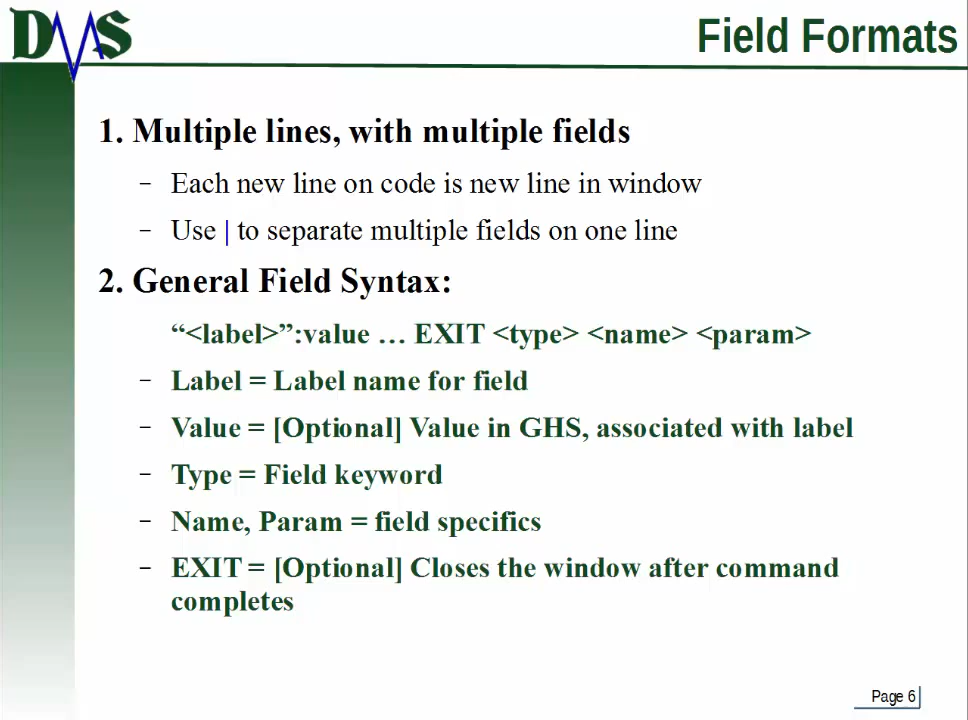 DMS
Field Formats
1. Multiple lines, with multiple fields
– Each new line on code is new line in window
– Use | to separate multiple fields on one line
2. General Field Syntax:
“<label>”:value … EXIT <type> <name> <param>
– Label = Label name for field
– Value = [Optional] Value in GHS, associated with label
– Type = Field keyword
– Name, Param = field specifics
– EXIT = [Optional] Closes the window after command
completes
Page 6